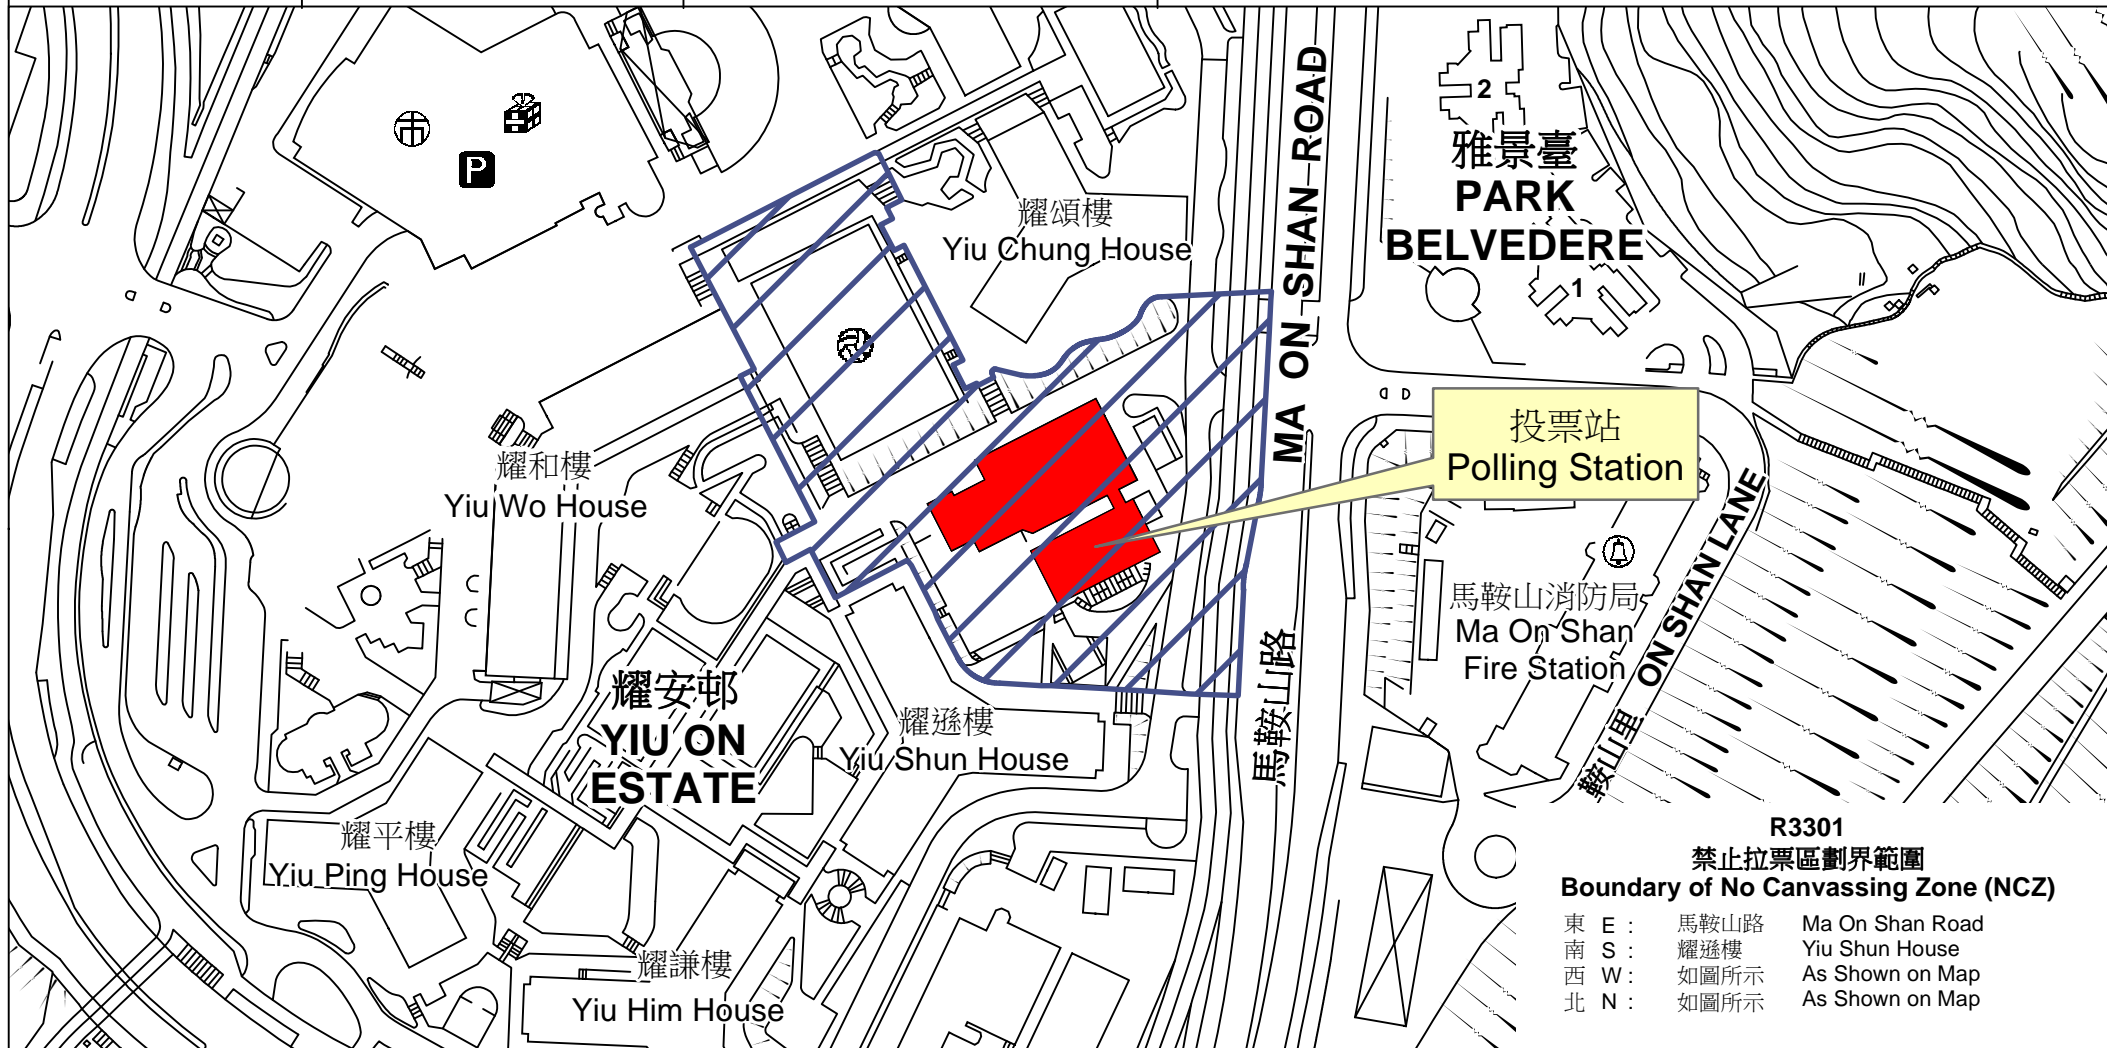 2
雅景臺
PARK
BELVEDERE
1
耀頌樓
Yiu Chung House
MA ON SHAN ROAD
P
投票站
Polling Station
耀和樓
Yiu Wo House
馬鞍山消防局
Ma On Shan
Fire Station
ON SHAN LANE
鞍山里
馬鞍山路
耀安邨
YIU ON
ESTATE
耀遜樓
Yiu Shun House
耀平樓
Yiu Ping House
耀謙樓
Yiu Him House
R3301
禁止拉票區劃界範圍
Boundary of No Canvassing Zone (NCZ)
東 E : 馬鞍山路 Ma On Shan Road
南 S : 耀遜樓 Yiu Shun House
西 W : 如圖所示 As Shown on Map
北 N : 如圖所示 As Shown on Map